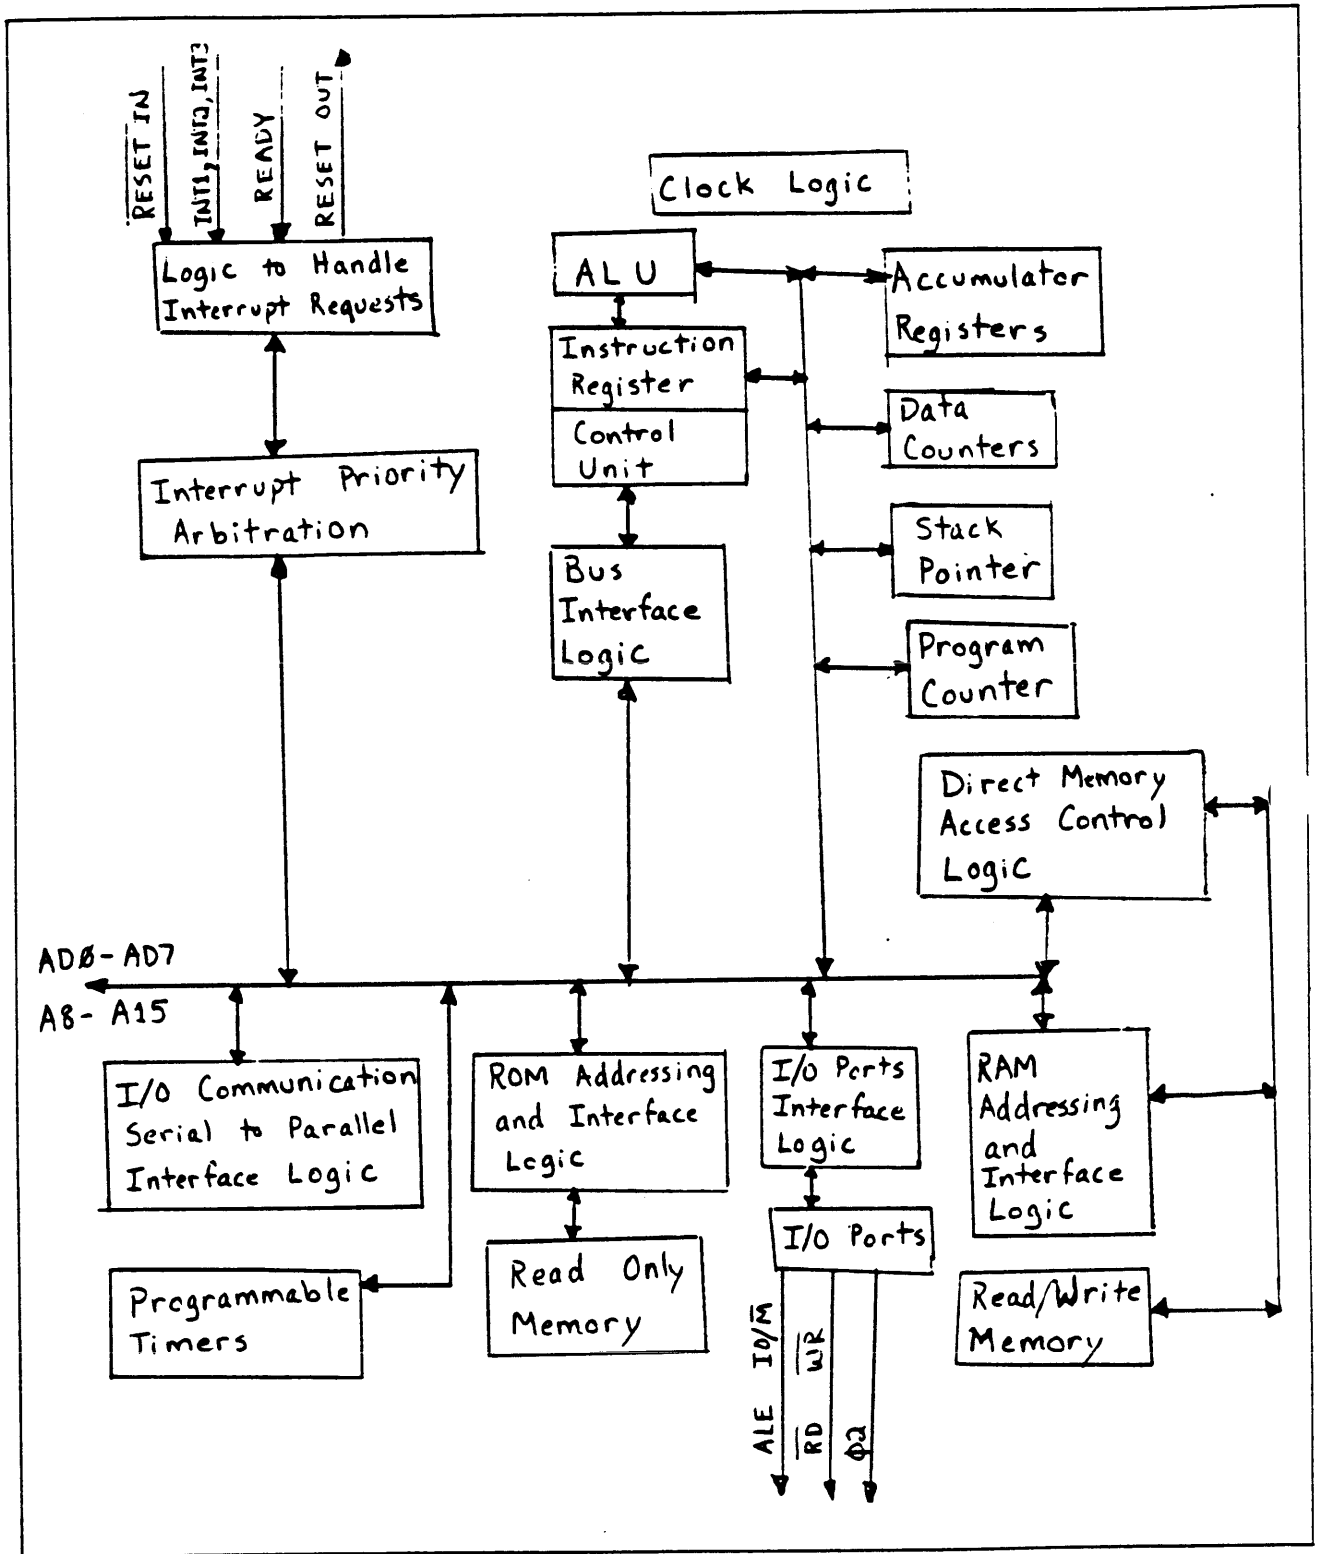 RESET IN
INT1, INT2, INT3
READY
RESET OUT
Clock Logic
Logic to Handle
Interrupt Requests
ALU
Accumulator
Registers
Instruction
Register
Control
Unit
Data
Counters
Interrupt Priority
Arbitration
Stack
Pointer
Bus
Interface
Logic
Program
Counter
Direct Memory
Access Control
Logic
ADØ-AD7
A8-A15
I/O Communication
Serial to Parallel
Interface Logic
ROM Addressing
and Interface
Logic
I/O Ports
Interface
Logic
RAM
Addressing
and
Interface
Logic
I/O Ports
Programmable
Timers
Read Only
Memory
Read/Write
Memory
ALE IO/M̅
R̅D̅ W̅R̅
Φ2